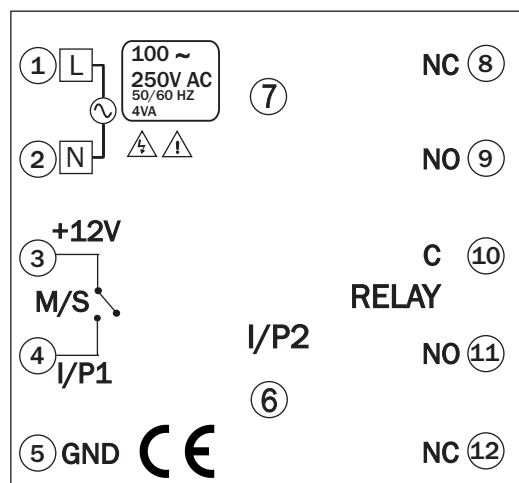 1 L
100 ~
250V AC
50/60 HZ
4VA
2 N
7
NC 8
NO 9
+12V
3
M/S
4
I/P1
5 GND CE
I/P2
6
C 10
RELAY
NO 11
NC 12